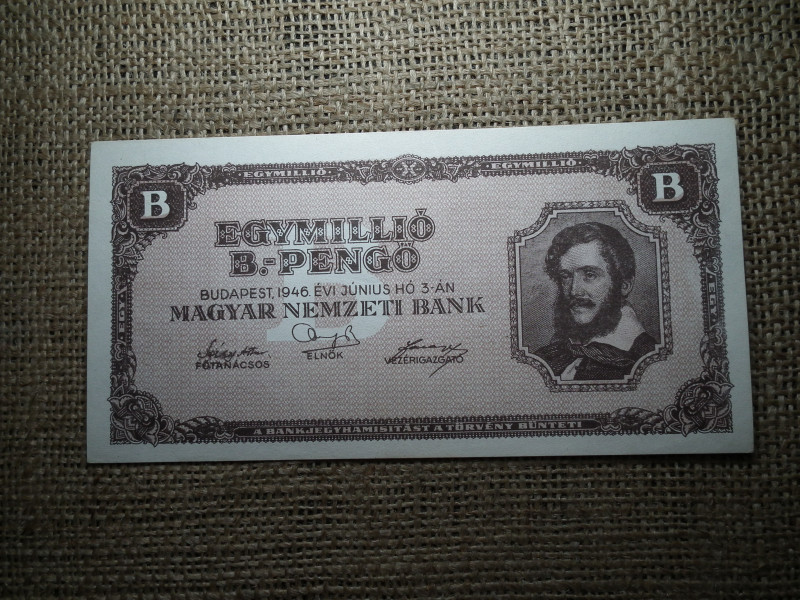 EGYMILLIÓ EGYMILLIÓ
B B
EGYMILLIÓ
B.-PENGŐ
BUDAPEST, 1946. ÉVI JÚNIUS HÓ 3-ÁN
MAGYAR NEMZETI BANK
FŐTANÁCSOS ELNÖK VEZÉRIGAZGATÓ
A BANKJEGYHAMISÍTÁST A TÖRVÉNY BÜNTETI